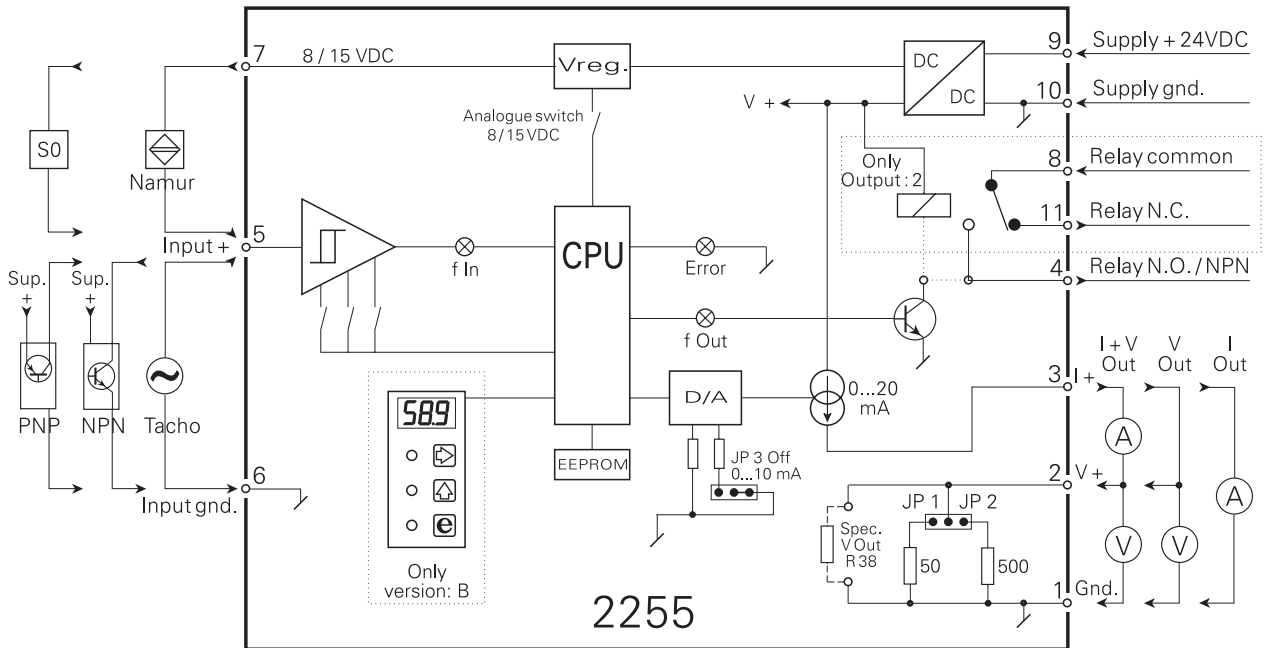 7
8 / 15 VDC
Vreg.
Analogue switch
8/15 VDC
DC
DC
V +
9
Supply + 24VDC
10
Supply gnd.
Only
Output : 2
8
Relay common
11
Relay N.C.
4
Relay N.O. / NPN
S0
Namur
Input +
5
f In
CPU
Error
f Out
Sup.
+
Sup.
+
PNP
NPN
Tacho
6
Input gnd.
58.9
e
Only
version: B
EEPROM
D/A
JP 3 Off
0...10 mA
0...20
mA
3
I +
I + V
Out
V
Out
I
Out
A
A
2
V +
V
V
JP 1
JP 2
Spec.
V Out
R 38
50
500
1
Gnd.
2255